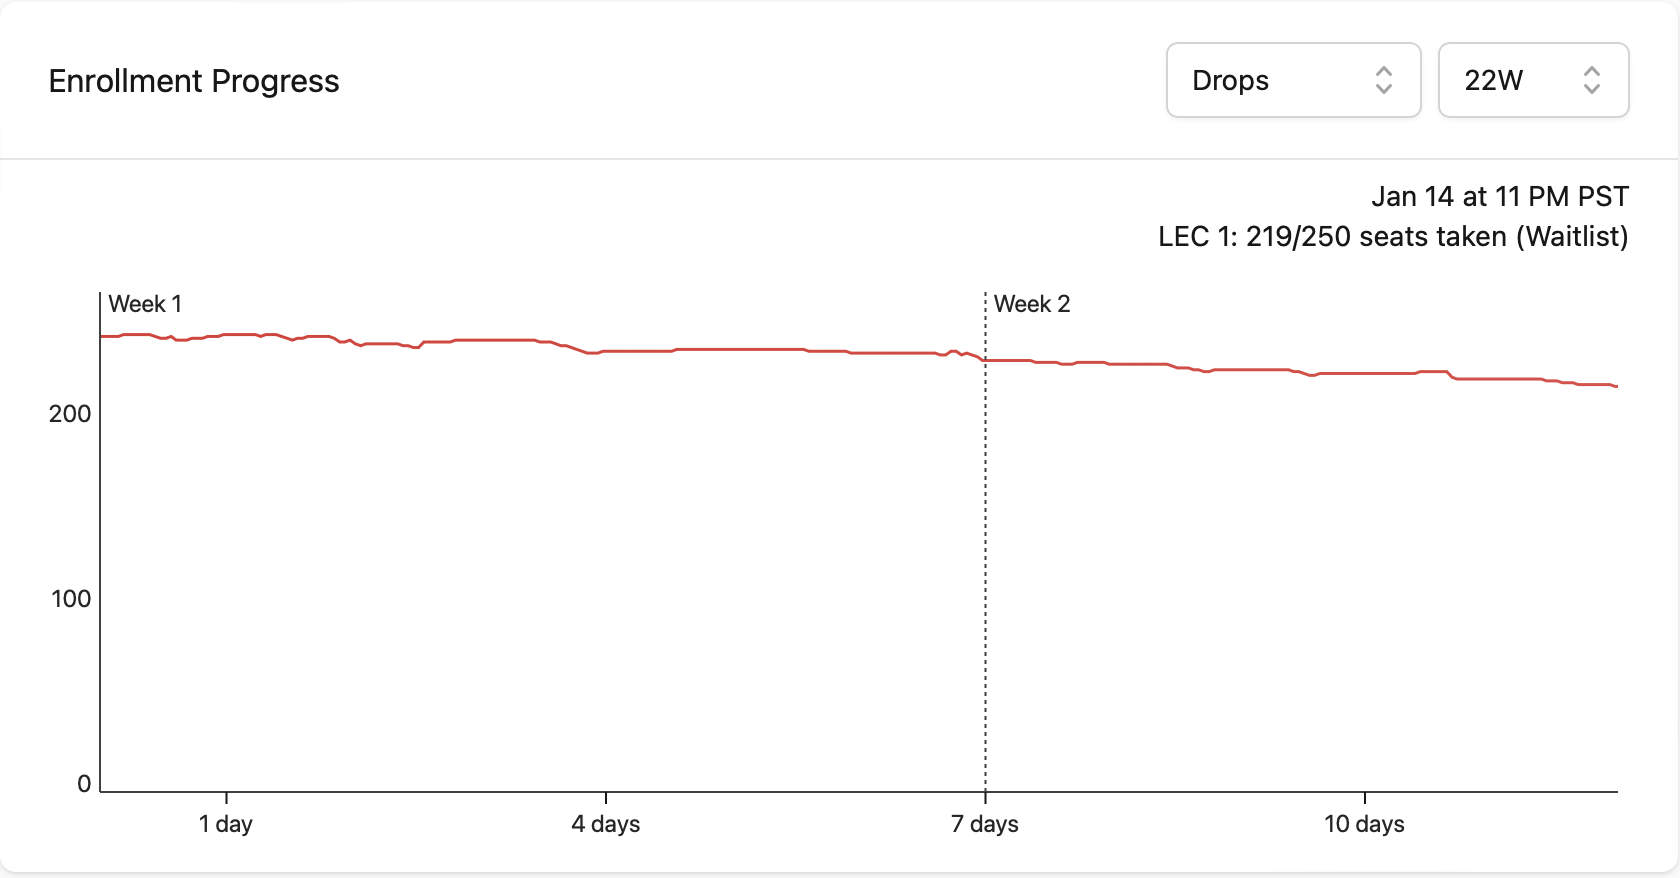 Enrollment Progress
Drops
22W
Jan 14 at 11 PM PST
LEC 1: 219/250 seats taken (Waitlist)
Week 1
Week 2
200
100
0
1 day
4 days
7 days
10 days